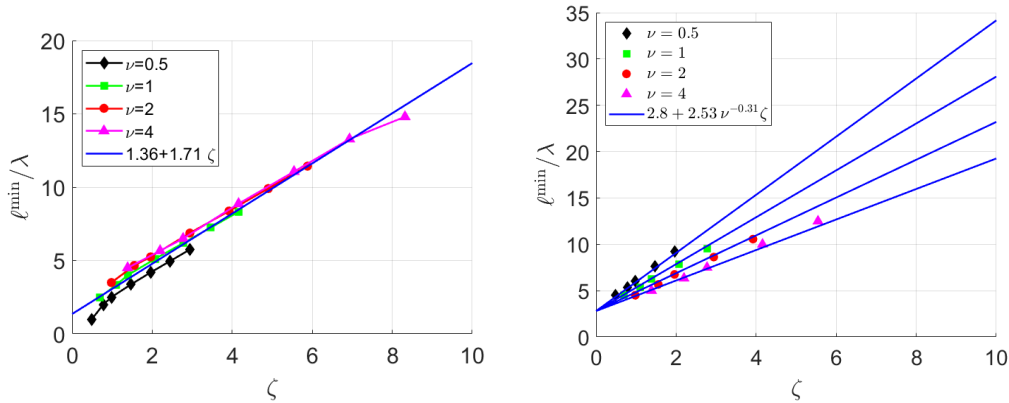 20
15
10
5
0
ℓ^min/λ
ν=0.5
ν=1
ν=2
ν=4
1.36+1.71 ζ
0 2 4 6 8 10
ζ
35
30
25
20
15
10
5
0
ℓ^min/λ
ν = 0.5
ν = 1
ν = 2
ν = 4
2.8 + 2.53 ν^−0.31 ζ
0 2 4 6 8 10
ζ